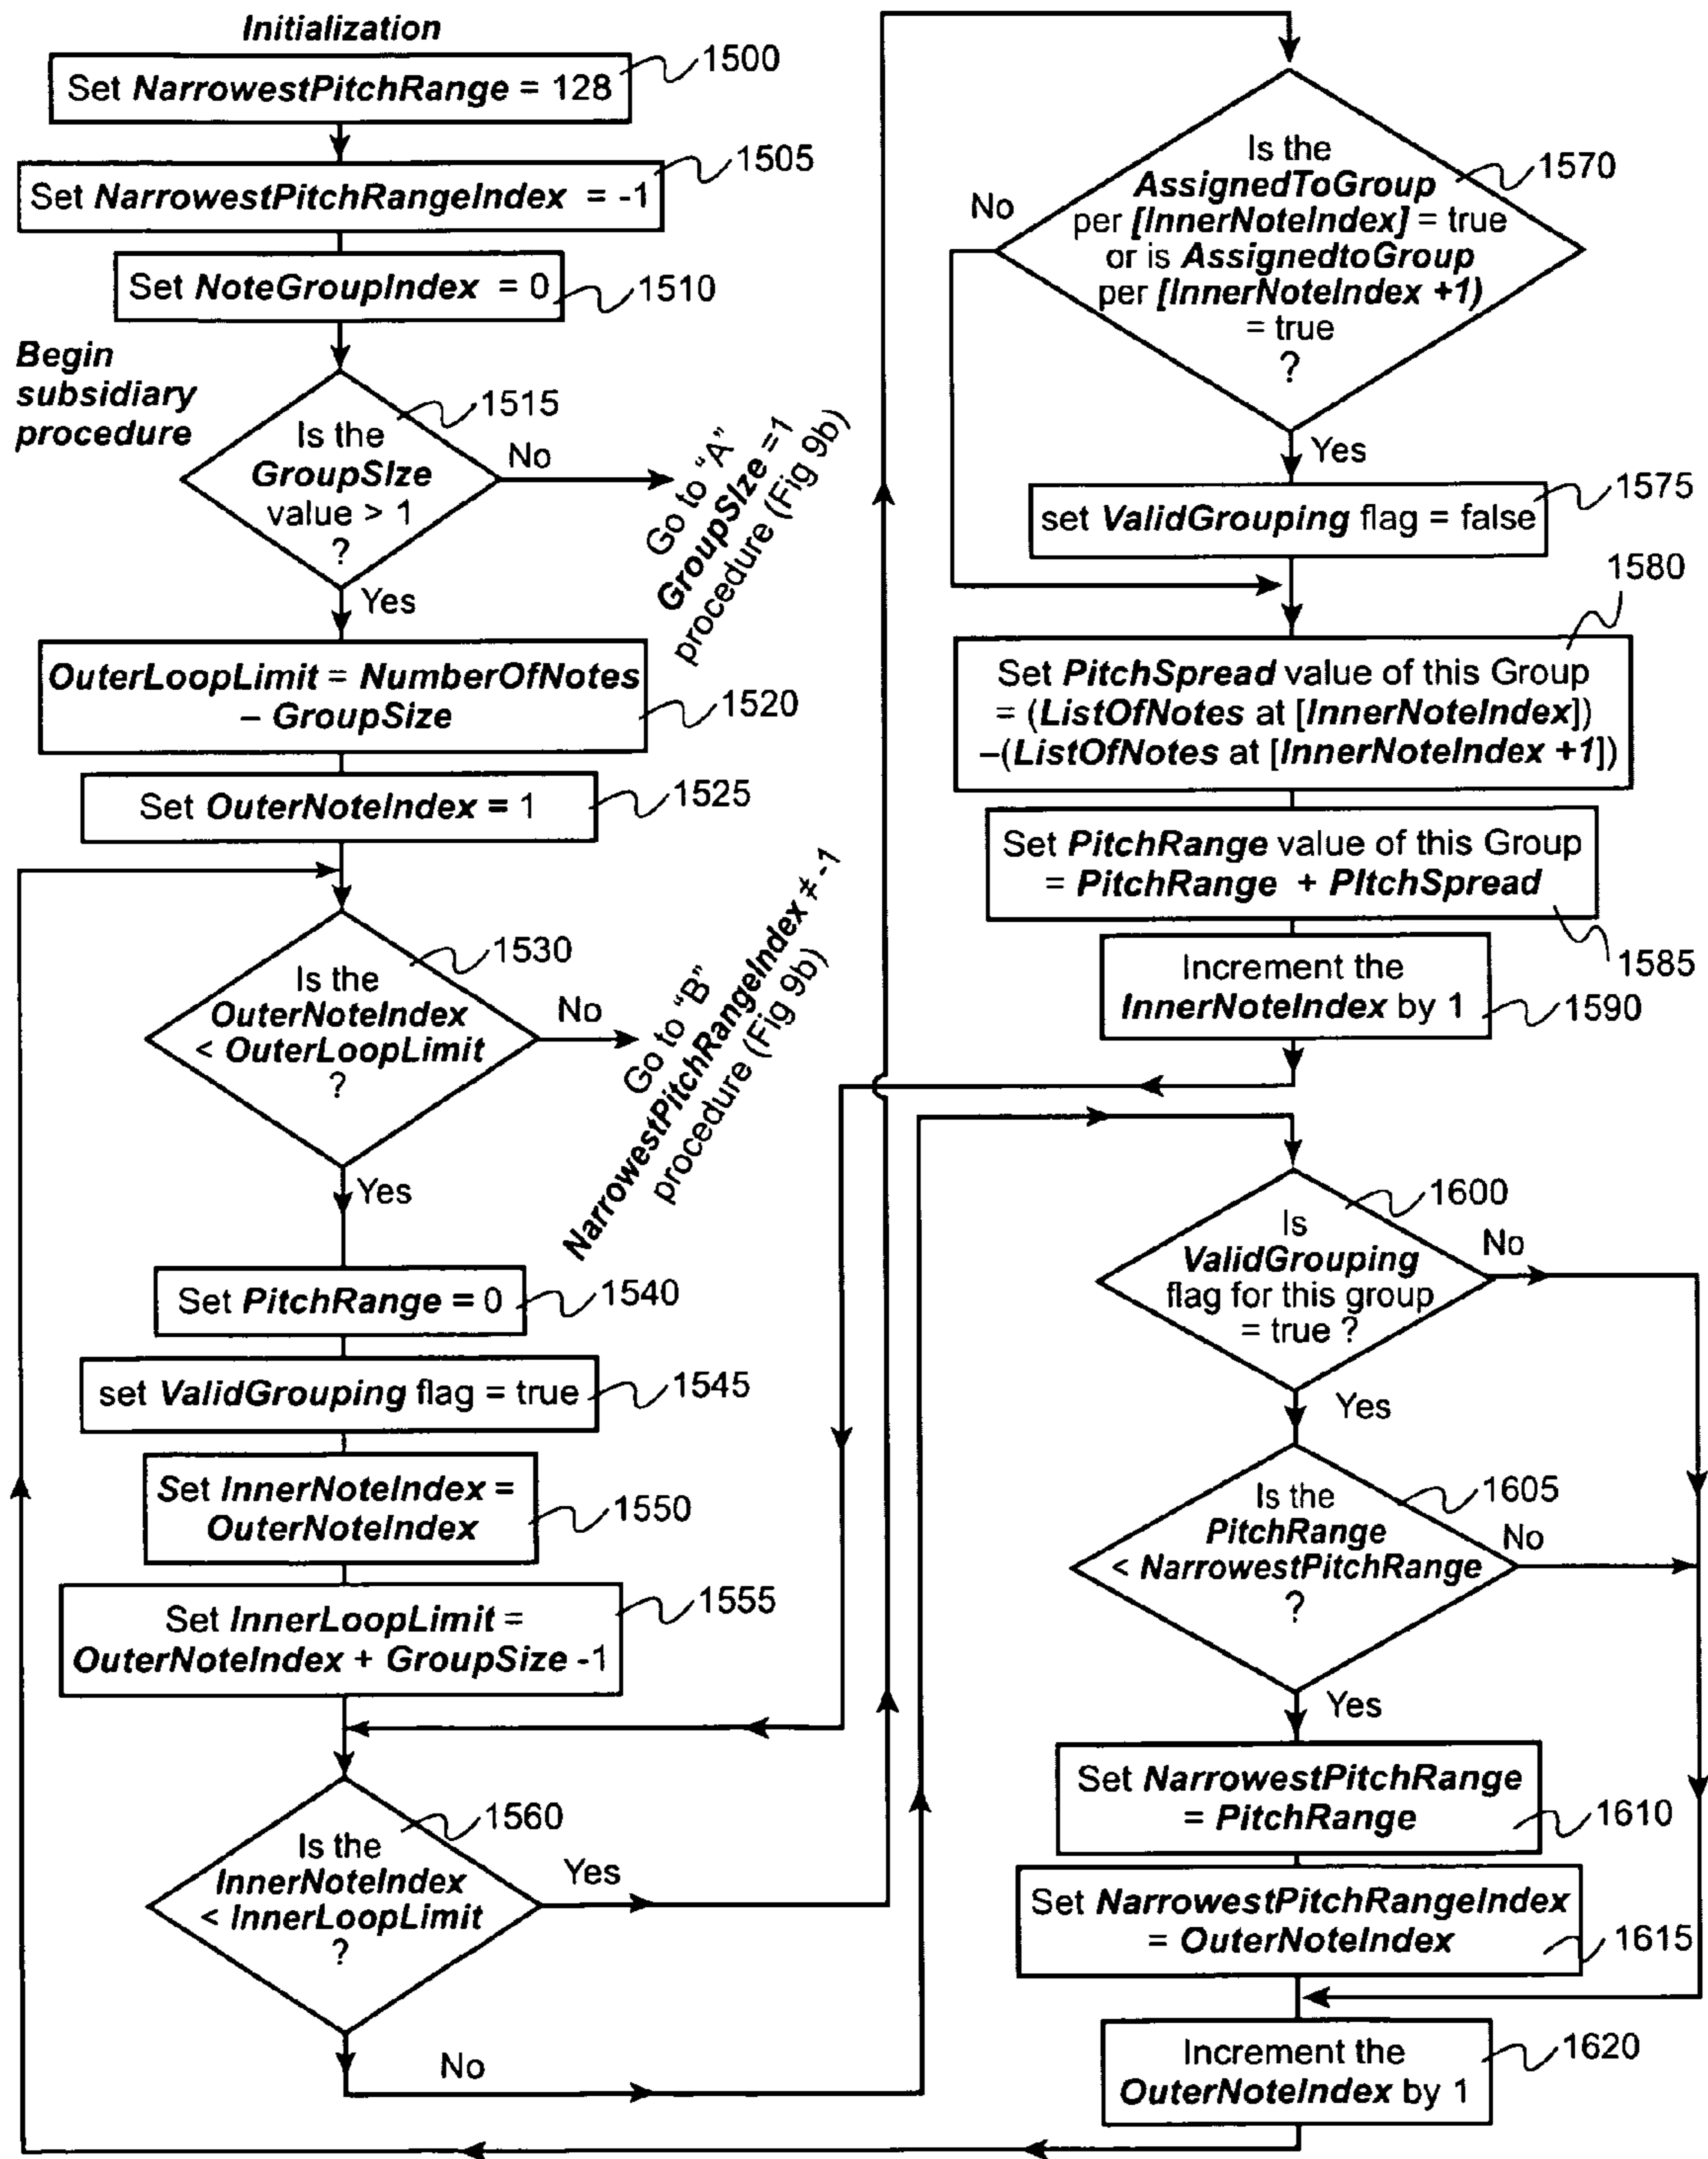 Initialization
Set NarrowestPitchRange = 128
1500
Set NarrowestPitchRangeIndex = -1
1505
Set NoteGroupIndex = 0
1510
Begin
subsidiary
procedure
Is the
GroupSIze
value > 1
?
1515
No
Go to “A”
GroupSIze =1
procedure (Fig 9b)
Yes
OuterLoopLimit = NumberOfNotes
– GroupSize
1520
Set OuterNoteIndex = 1
1525
Is the
OuterNoteIndex
< OuterLoopLimit
?
1530
No
Go to “B”
NarrowestPitchRangeIndex ≠ -1
procedure (Fig 9b)
Yes
Set PitchRange = 0
1540
set ValidGrouping flag = true
1545
Set InnerNoteIndex =
OuterNoteIndex
1550
Set InnerLoopLimit =
OuterNoteIndex + GroupSize -1
1555
Is the
InnerNoteIndex
< InnerLoopLimit
?
1560
Yes
No
Is the
AssignedToGroup
per [InnerNoteIndex] = true
or is AssignedtoGroup
per [InnerNoteIndex +1)
= true
?
1570
No
Yes
set ValidGrouping flag = false
1575
1580
Set PitchSpread value of this Group
= (ListOfNotes at [InnerNoteIndex])
–(ListOfNotes at [InnerNoteIndex +1])
Set PitchRange value of this Group
= PitchRange + PItchSpread
1585
Increment the
InnerNoteIndex by 1
1590
Is
ValidGrouping
flag for this group
= true ?
1600
No
Yes
Is the
PitchRange
< NarrowestPitchRange
?
1605
No
Yes
Set NarrowestPitchRange
= PitchRange
1610
Set NarrowestPitchRangeIndex
= OuterNoteIndex
1615
Increment the
OuterNoteIndex by 1
1620